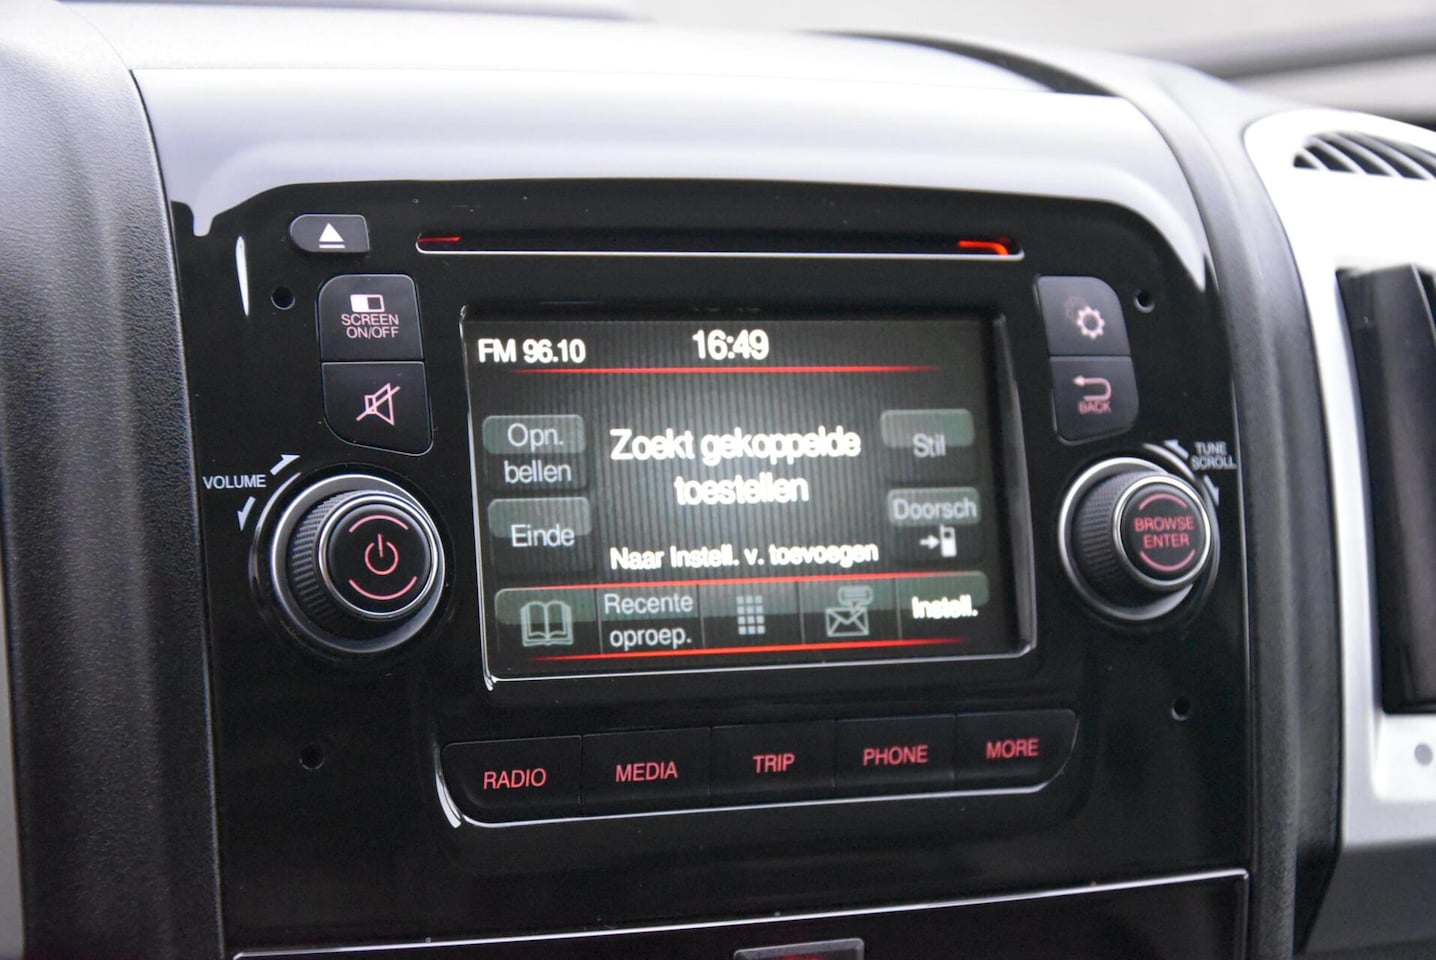 SCREEN
ON/OFF
VOLUME
FM 96.10
16:49
Opn.
bellen
Zoekt gekoppelde
toestellen
Stil
Einde
Doorsch
Naar Instell. v. toevoegen
Recente
oproep.
Instell.
BACK
TUNE
SCROLL
BROWSE
ENTER
RADIO
MEDIA
TRIP
PHONE
MORE